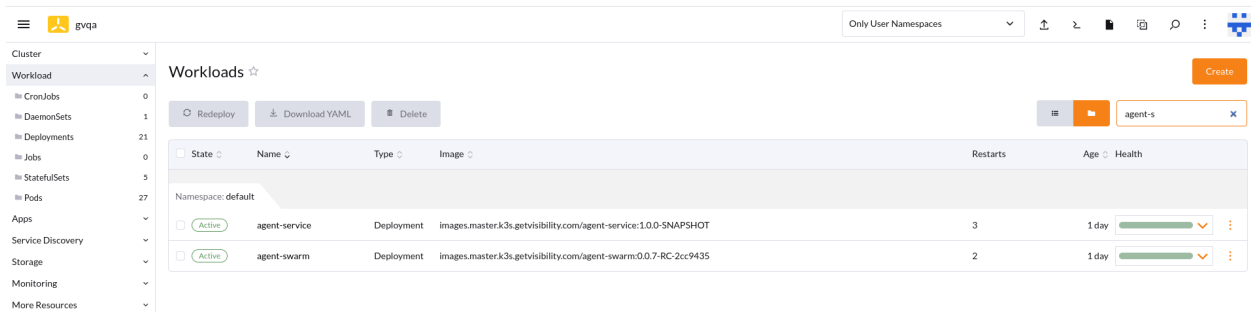 gvqa
Only User Namespaces
Cluster
Workload
CronJobs 0
DaemonSets 1
Deployments 21
Jobs 0
StatefulSets 5
Pods 27
Apps
Service Discovery
Storage
Monitoring
More Resources
Workloads
Create
Redeploy
Download YAML
Delete
agent-s
State Name Type Image Restarts Age Health
Namespace: default
Active agent-service Deployment images.master.k3s.getvisibility.com/agent-service:1.0.0-SNAPSHOT 3 1 day
Active agent-swarm Deployment images.master.k3s.getvisibility.com/agent-swarm:0.0.7-RC-2cc9435 2 1 day